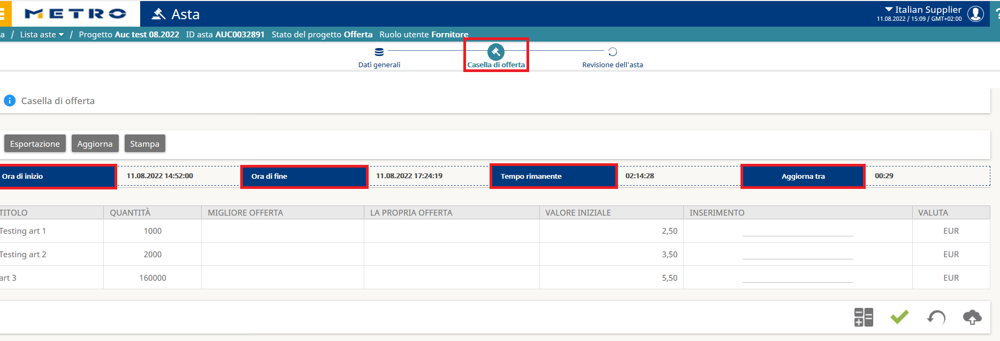 METRO Asta Italian Supplier ?
11.08.2022 / 15:09 / GMT+02:00
a / Lista aste / Progetto Auc test 08.2022 ID asta AUC0032891 Stato del progetto Offerta Ruolo utente Fornitore
Dati generali Casella di offerta Revisione dell'asta
i Casella di offerta
Esportazione Aggiorna Stampa
Ora di inizio 11.08.2022 14:52:00 Ora di fine 11.08.2022 17:24:19 Tempo rimanente 02:14:28 Aggiorna tra 00:29
TITOLO QUANTITÀ MIGLIORE OFFERTA LA PROPRIA OFFERTA VALORE INIZIALE INSERIMENTO VALUTA
Testing art 1 1000 2,50 EUR
Testing art 2 2000 3,50 EUR
art 3 160000 5,50 EUR